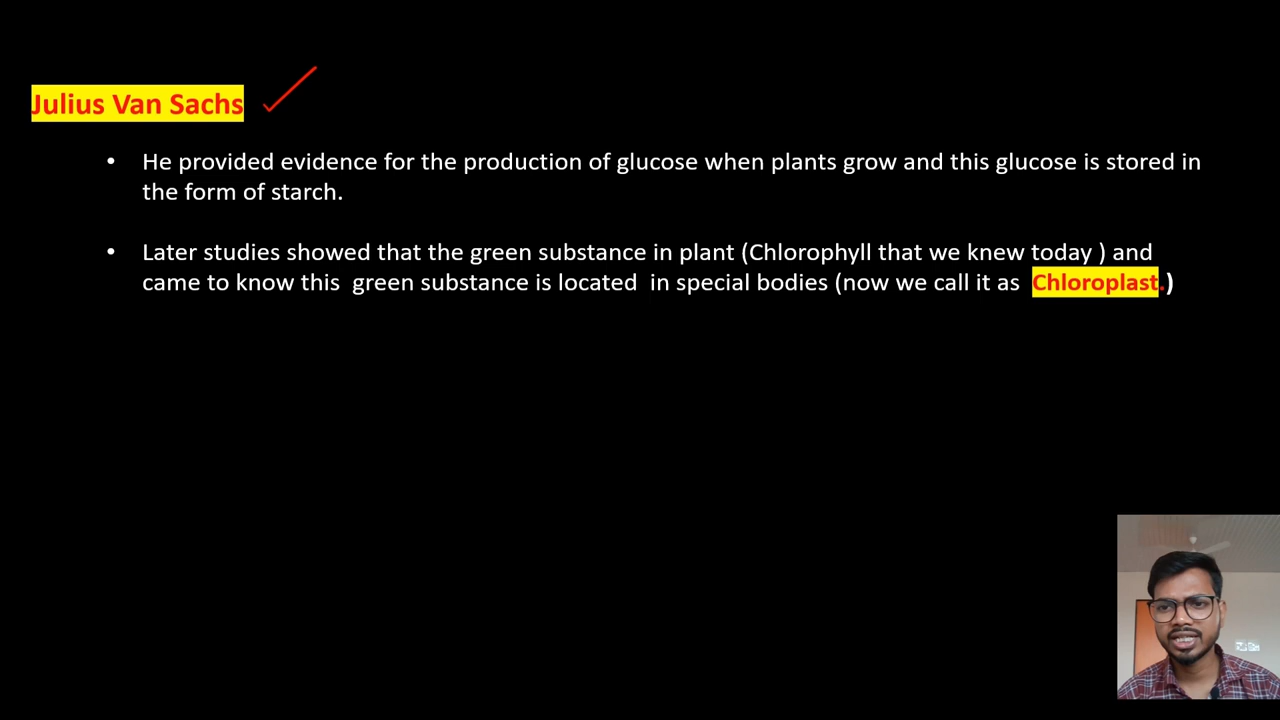 Julius Van Sachs
• He provided evidence for the production of glucose when plants grow and this glucose is stored in
the form of starch.
• Later studies showed that the green substance in plant (Chlorophyll that we knew today ) and
came to know this green substance is located in special bodies (now we call it as Chloroplast.)